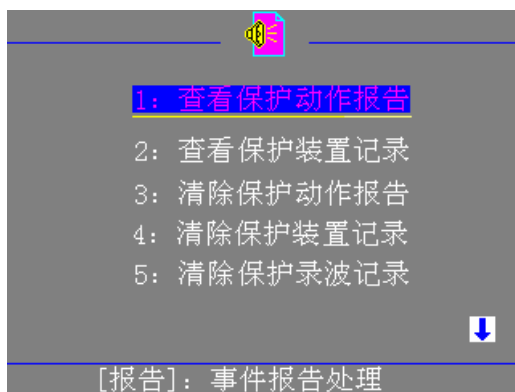 1: 查看保护动作报告
2: 查看保护装置记录
3: 清除保护动作报告
4: 清除保护装置记录
5: 清除保护录波记录
[报告]: 事件报告处理